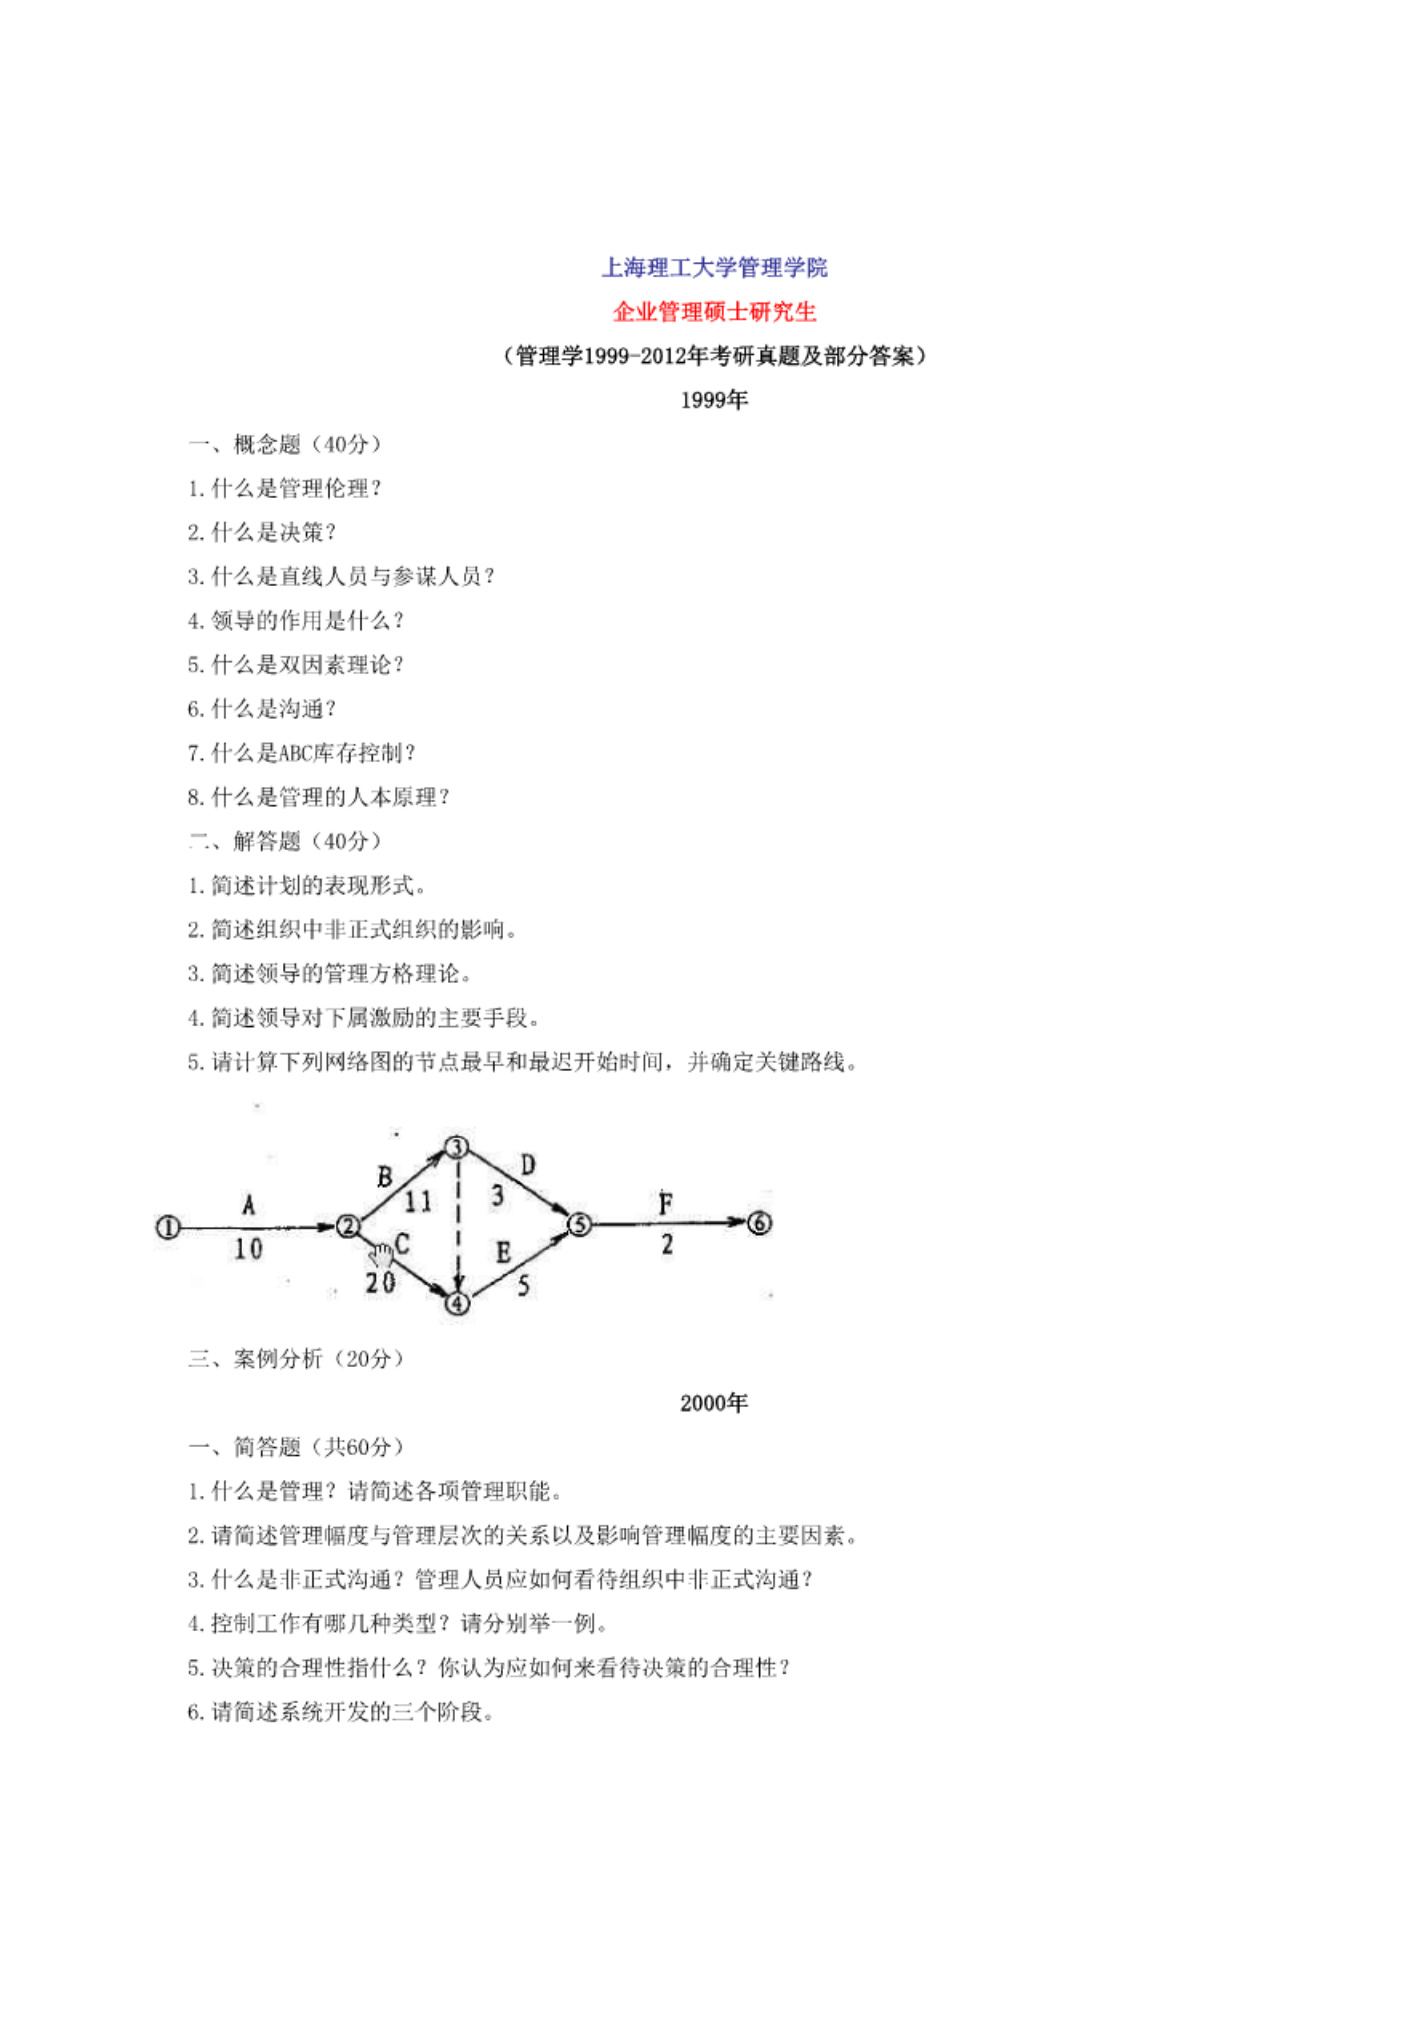 上海理工大学管理学院
企业管理硕士研究生
（管理学1999-2012年考研真题及部分答案）
1999年
一、概念题（40分）
1.什么是管理伦理？
2.什么是决策？
3.什么是直线人员与参谋人员？
4.领导的作用是什么？
5.什么是双因素理论？
6.什么是沟通？
7.什么是ABC库存控制？
8.什么是管理的人本原理？
二、解答题（40分）
1.简述计划的表现形式。
2.简述组织中非正式组织的影响。
3.简述领导的管理方格理论。
4.简述领导对下属激励的主要手段。
5.请计算下列网络图的节点最早和最迟开始时间，并确定关键路线。
③
B 11 D 3
① A 10 ② ⑤ F 2 ⑥
C 20 E 5
④
三、案例分析（20分）
2000年
一、简答题（共60分）
1.什么是管理？请简述各项管理职能。
2.请简述管理幅度与管理层次的关系以及影响管理幅度的主要因素。
3.什么是非正式沟通？管理人员应如何看待组织中非正式沟通？
4.控制工作有哪几种类型？请分别举一例。
5.决策的合理性指什么？你认为应如何来看待决策的合理性？
6.请简述系统开发的三个阶段。